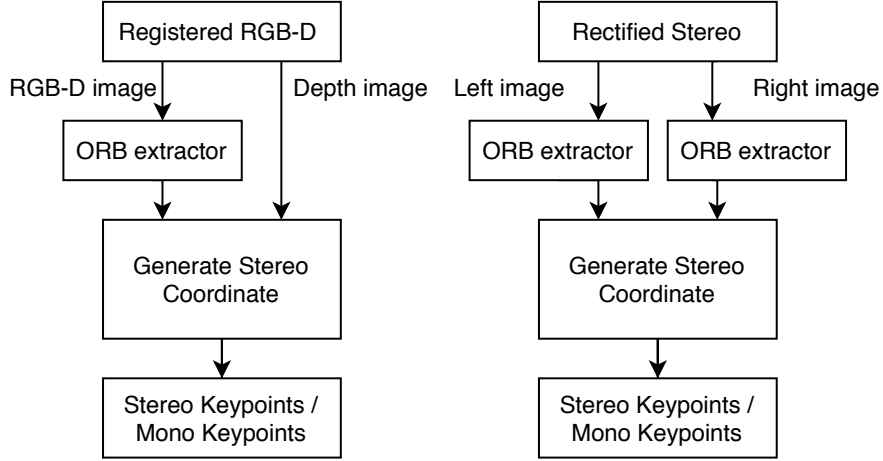 Registered RGB-D
RGB-D image
Depth image
ORB extractor
Generate Stereo
Coordinate
Stereo Keypoints /
Mono Keypoints
Rectified Stereo
Left image
Right image
ORB extractor
ORB extractor
Generate Stereo
Coordinate
Stereo Keypoints /
Mono Keypoints